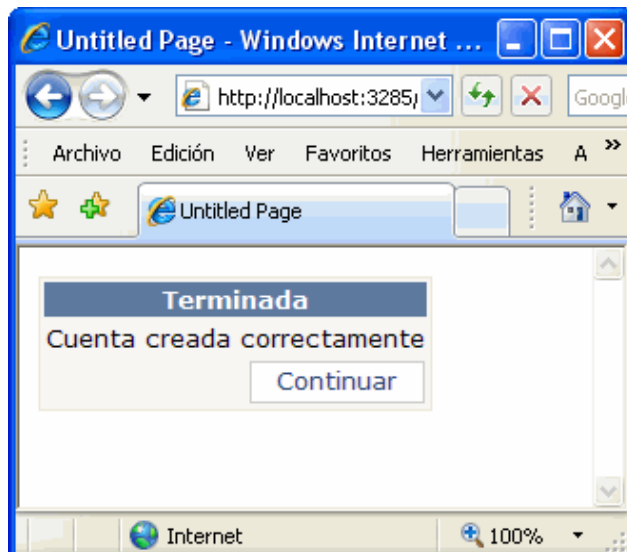 Untitled Page - Windows Internet ...
http://localhost:3285/
Googl
Archivo Edición Ver Favoritos Herramientas A »
Untitled Page
Terminada
Cuenta creada correctamente
Continuar
Internet 100%